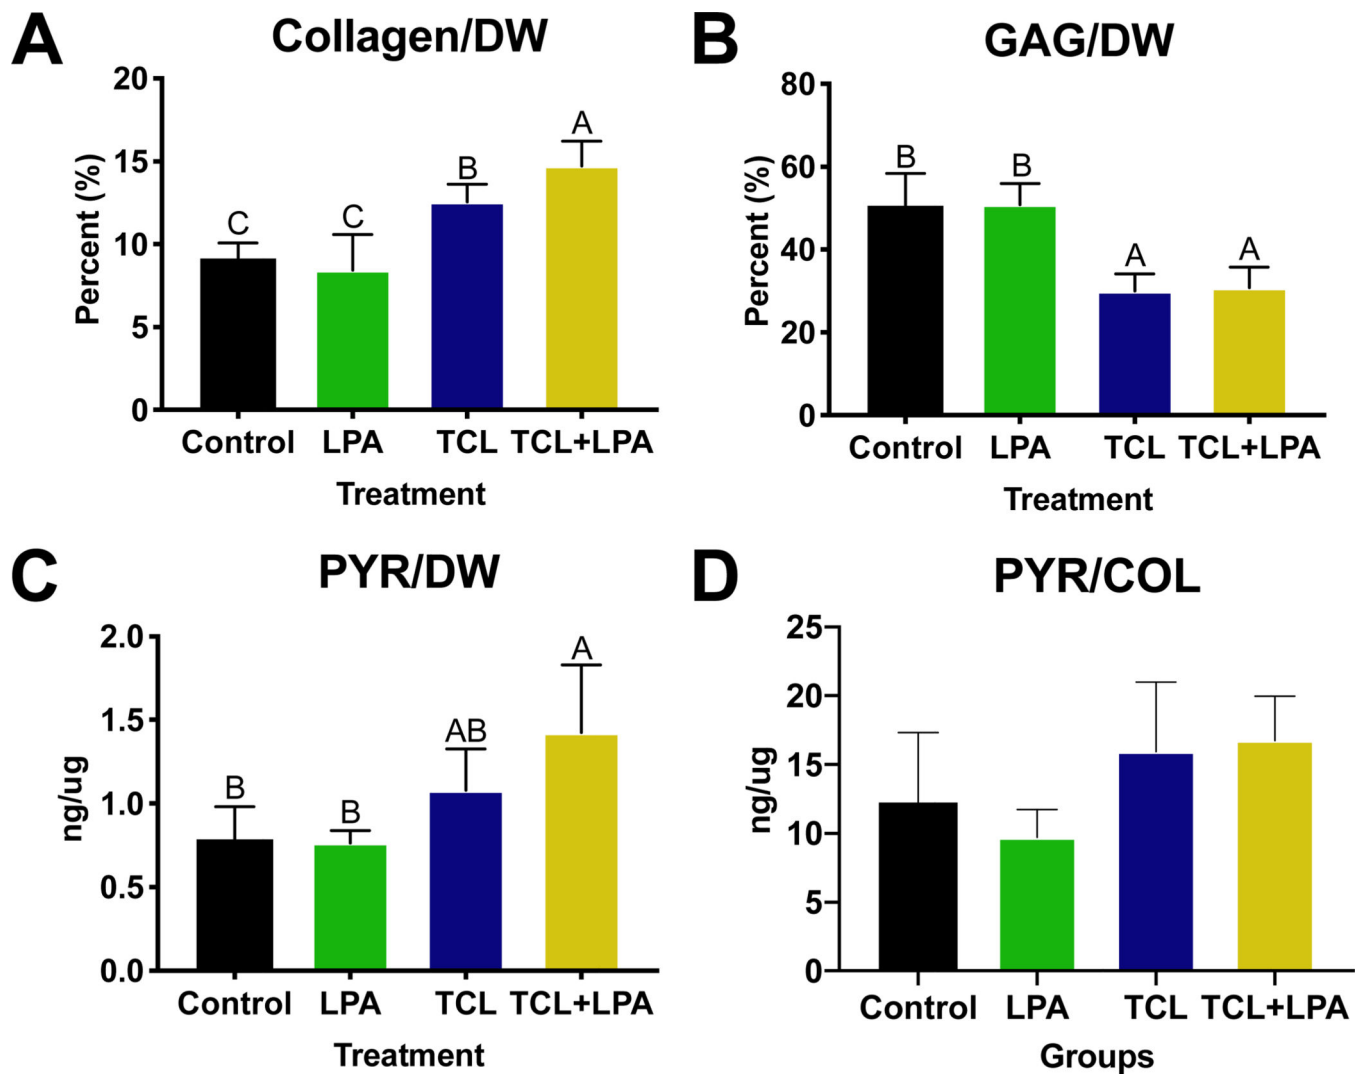 A
Collagen/DW
20
15
10
5
0
Percent (%)
C
C
B
A
Control LPA TCL TCL+LPA
Treatment
B
GAG/DW
80
60
40
20
0
Percent (%)
B
B
A
A
Control LPA TCL TCL+LPA
Treatment
C
PYR/DW
2.0
1.5
1.0
0.5
0.0
ng/ug
B
B
AB
A
Control LPA TCL TCL+LPA
Treatment
D
PYR/COL
25
20
15
10
5
0
ng/ug
Control LPA TCL TCL+LPA
Groups